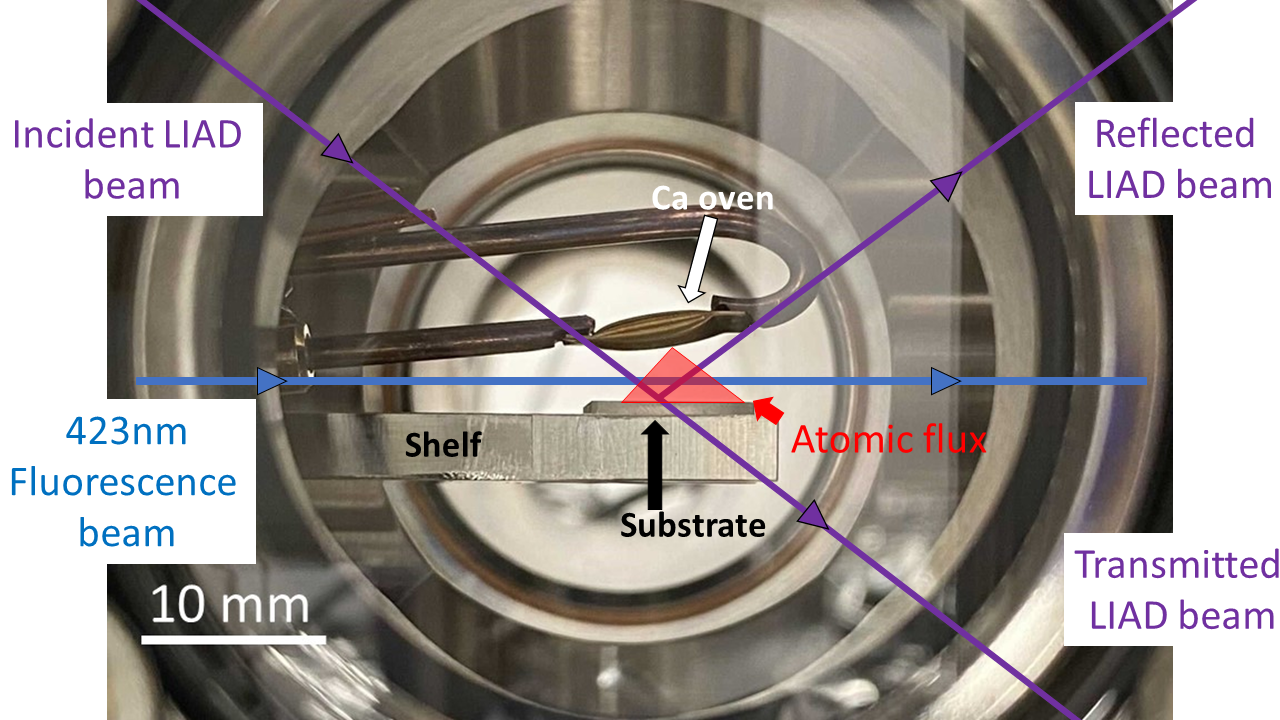 Incident LIAD
beam
Reflected
LIAD beam
Ca oven
423nm
Fluorescence
beam
Shelf
Atomic flux
Substrate
Transmitted
LIAD beam
10 mm